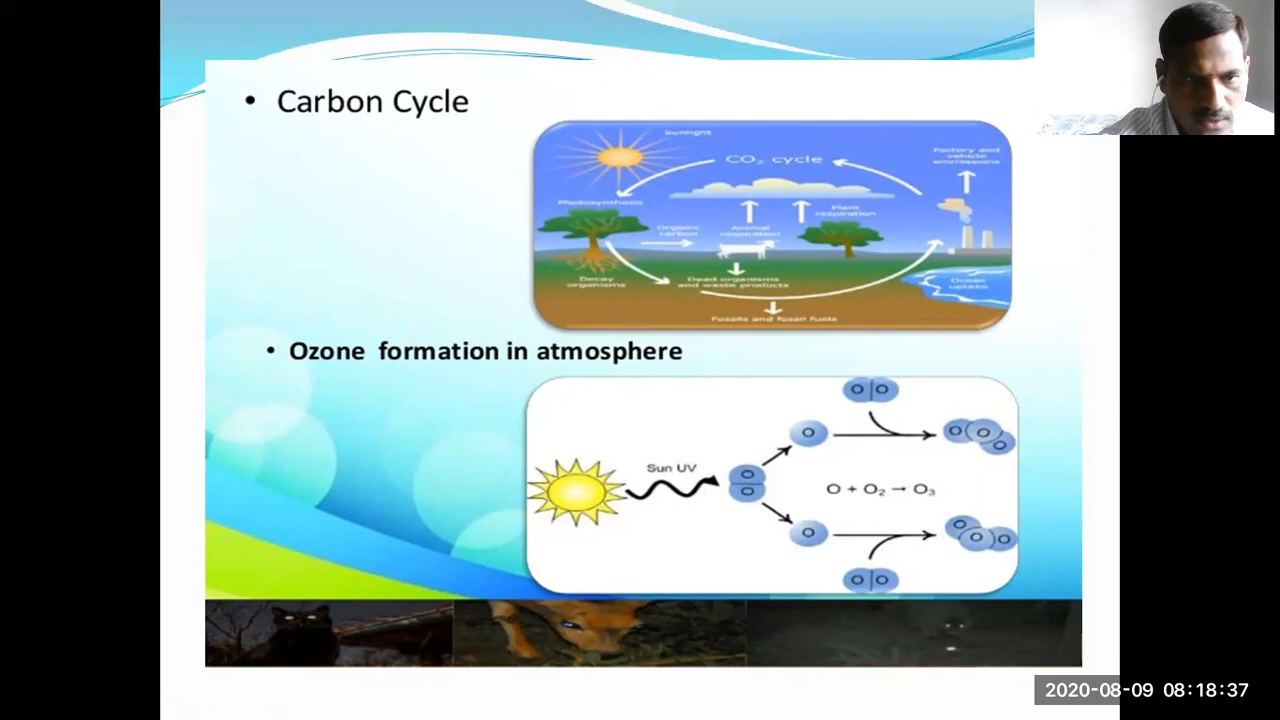 • Carbon Cycle
Sunlight
CO₂ cycle
Factory and
vehicle
emmissions
Photosynthesis
Plant
respiration
Organic
carbon
Animal
respiration
Decay
organisms
Dead organisms
and waste products
Ocean
uptake
Fossils and fossil fuels
• Ozone formation in atmosphere
O O
O
O O O
Sun UV
O
O
O + O₂ → O₃
O
O O O
O O
2020-08-09 08:18:37